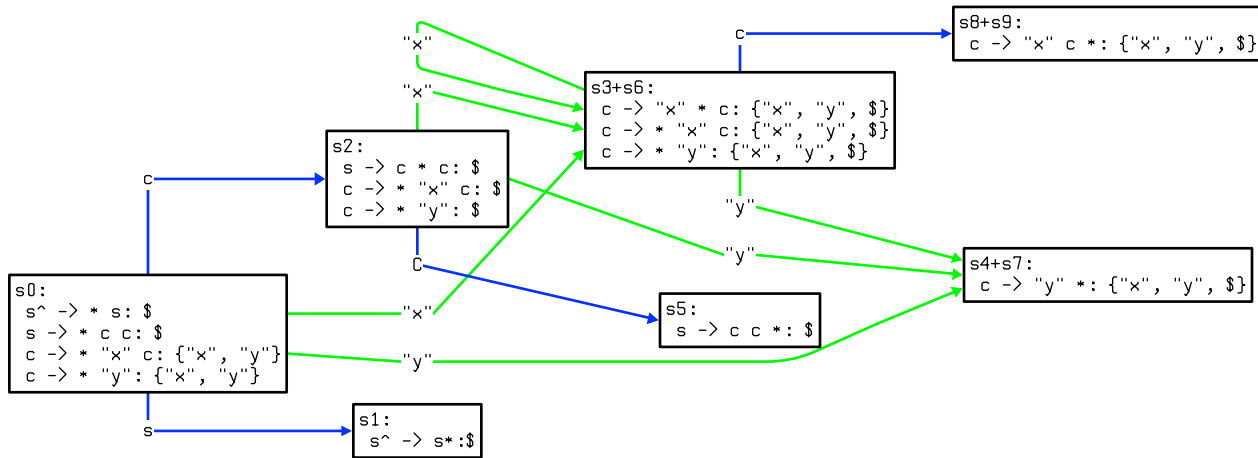 s8+s9:
c -> "x" c *: {"x", "y", $}
c
"x"
"x"
s3+s6:
c -> "x" * c: {"x", "y", $}
c -> * "x" c: {"x", "y", $}
c -> * "y": {"x", "y", $}
s2:
s -> c * c: $
c -> * "x" c: $
c -> * "y": $
c
"y"
"y"
s4+s7:
c -> "y" *: {"x", "y", $}
C
s0:
s^ -> * s: $
s -> * c c: $
c -> * "x" c: {"x", "y"}
c -> * "y": {"x", "y"}
"x"
"y"
s5:
s -> c c *: $
s
s1:
s^ -> s*:$